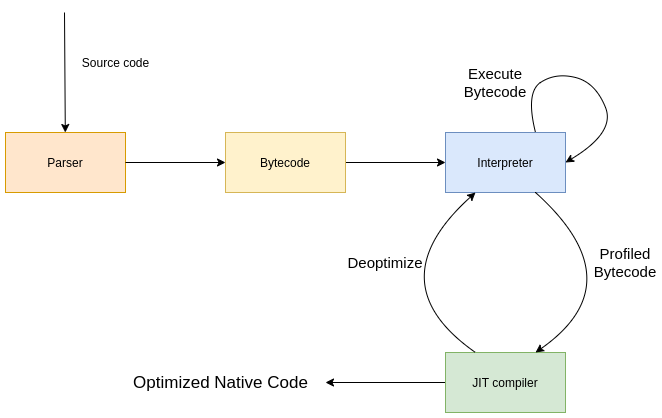 Source code
Execute
Bytecode
Parser
Bytecode
Interpreter
Deoptimize
Profiled
Bytecode
Optimized Native Code
JIT compiler